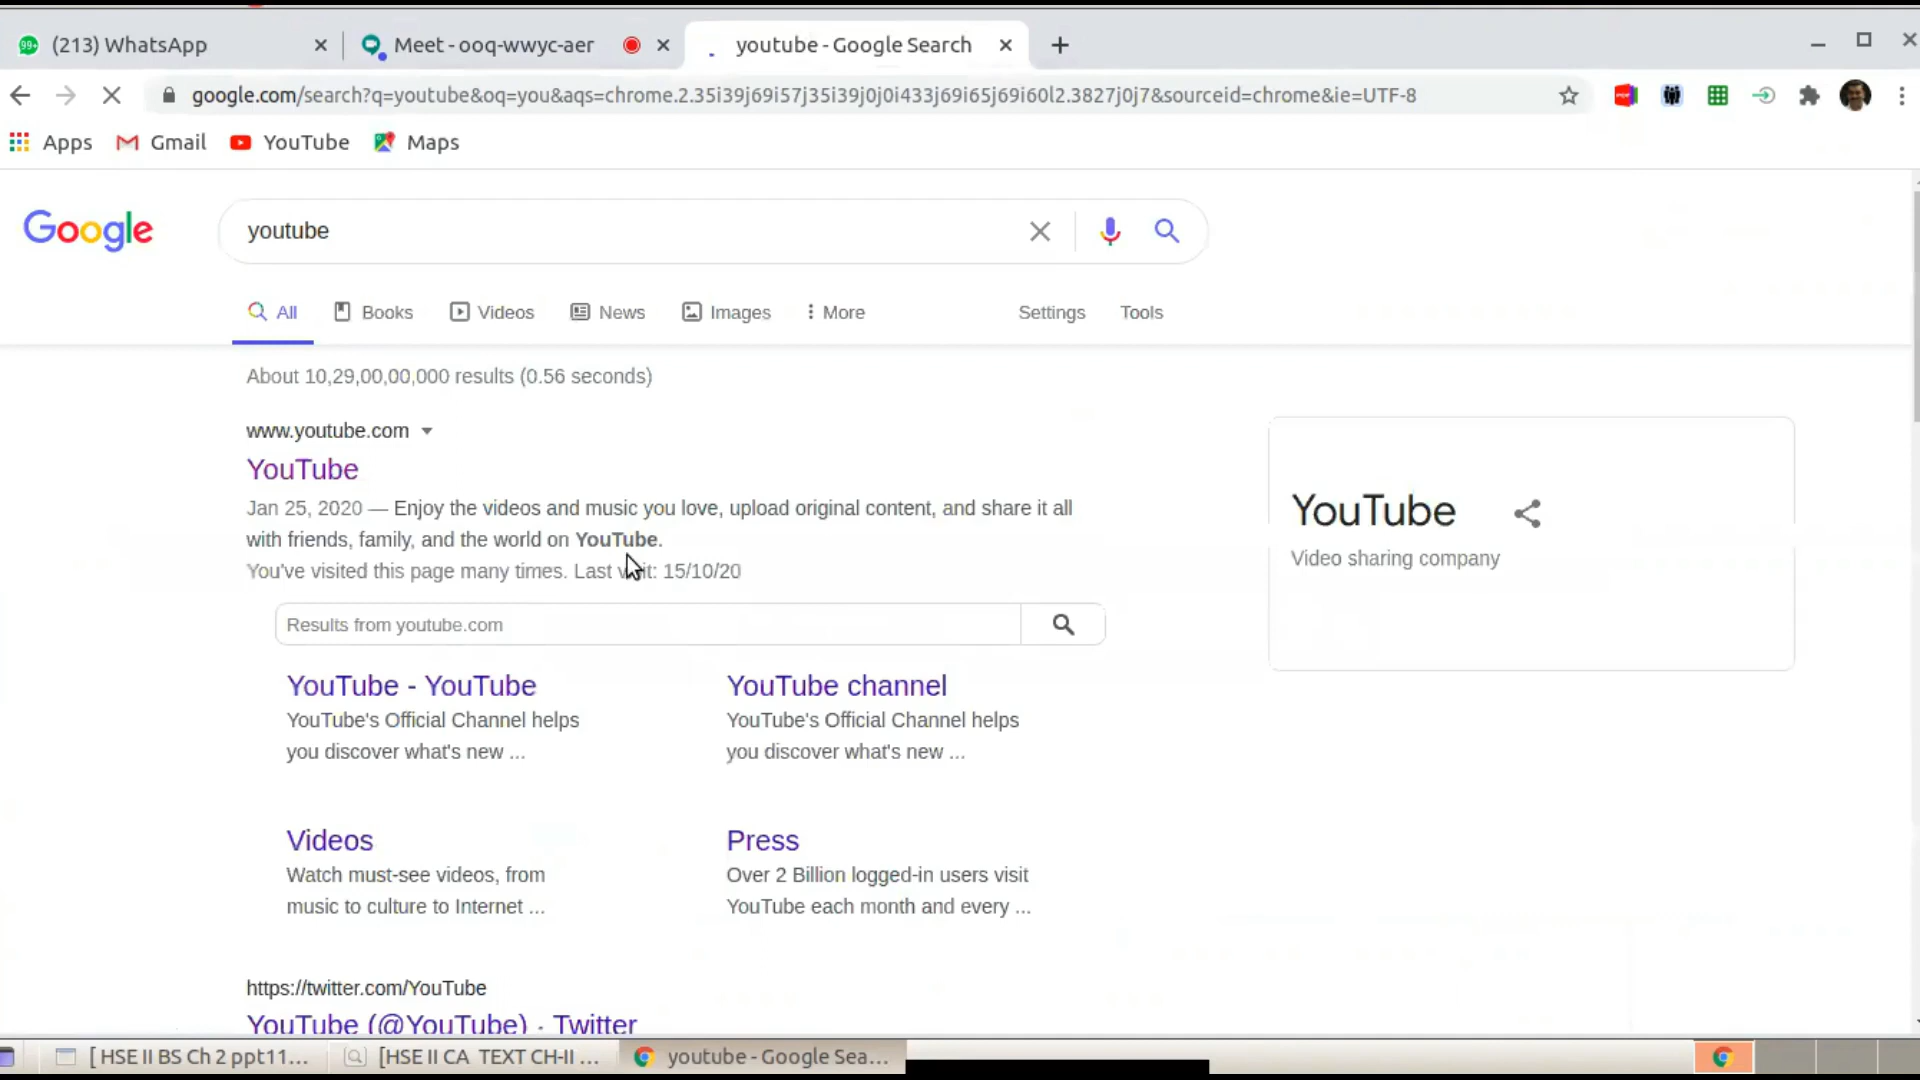 (213) WhatsApp
Meet - ooq-wwyc-aer
youtube - Google Search
google.com/search?q=youtube&oq=you&aqs=chrome.2.35i39j69i57j35i39j0j0i433j69i65j69i60l2.3827j0j7&sourceid=chrome&ie=UTF-8
Apps
Gmail
YouTube
Maps
Google
youtube
All
Books
Videos
News
Images
More
Settings
Tools
About 10,29,00,00,000 results (0.56 seconds)
www.youtube.com
YouTube
Jan 25, 2020 — Enjoy the videos and music you love, upload original content, and share it all
with friends, family, and the world on YouTube.
You've visited this page many times. Last visit: 15/10/20
Results from youtube.com
YouTube - YouTube
YouTube's Official Channel helps
you discover what's new ...
YouTube channel
YouTube's Official Channel helps
you discover what's new ...
Videos
Watch must-see videos, from
music to culture to Internet ...
Press
Over 2 Billion logged-in users visit
YouTube each month and every ...
YouTube
Video sharing company
https://twitter.com/YouTube
YouTube (@YouTube) · Twitter
[ HSE II BS Ch 2 ppt11...
[HSE II CA TEXT CH-II ...
youtube - Google Sea...